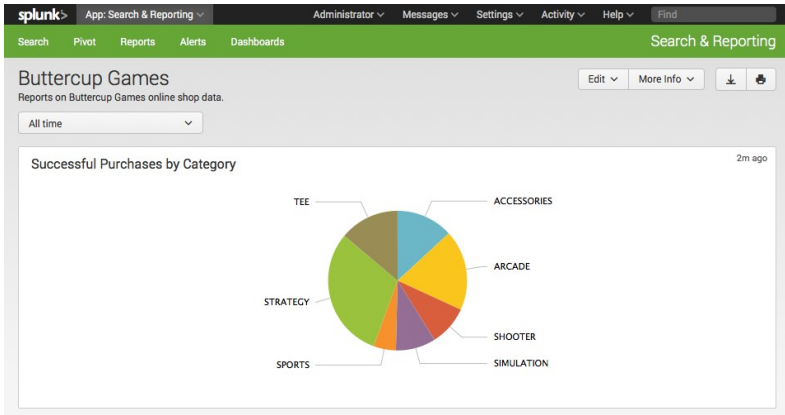 splunk> App: Search & Reporting Administrator Messages Settings Activity Help Find
Search Pivot Reports Alerts Dashboards Search & Reporting
Buttercup Games Edit More Info
Reports on Buttercup Games online shop data.
All time
Successful Purchases by Category 2m ago
TEE ACCESSORIES
ARCADE
STRATEGY
SHOOTER
SPORTS SIMULATION